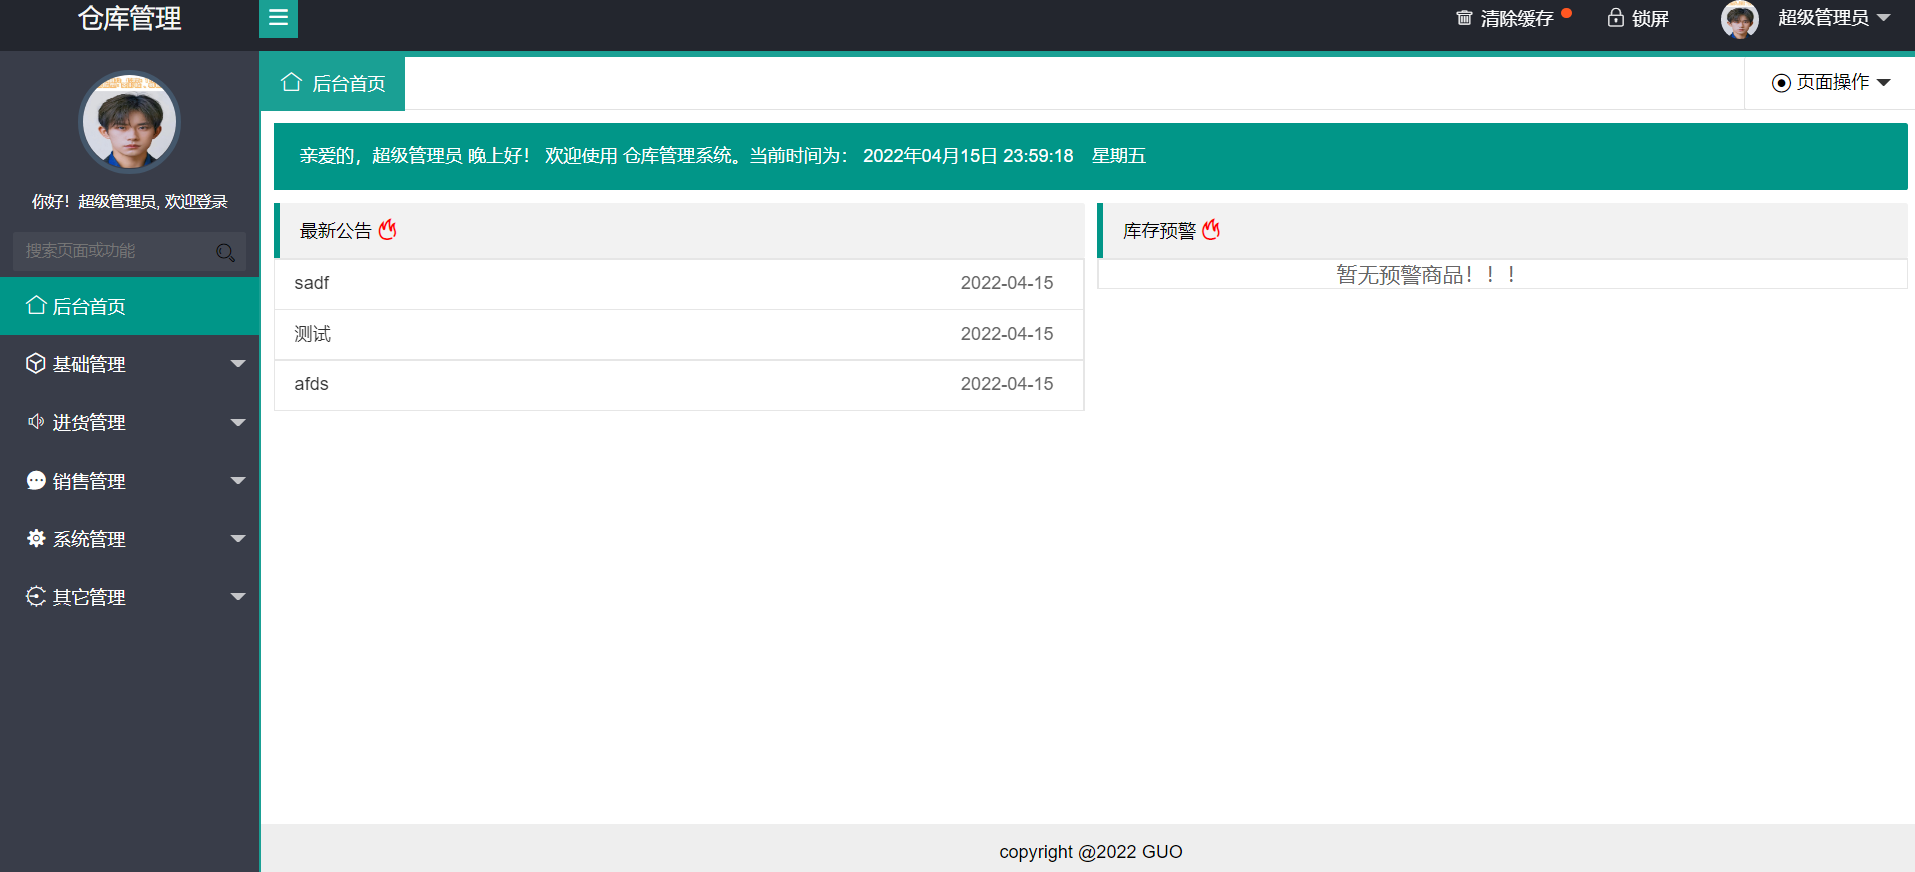 仓库管理
清除缓存
锁屏
超级管理员
后台首页
页面操作
你好！超级管理员, 欢迎登录
搜索页面或功能
后台首页
基础管理
进货管理
销售管理
系统管理
其它管理
亲爱的，超级管理员 晚上好！ 欢迎使用 仓库管理系统。当前时间为： 2022年04月15日 23:59:18 星期五
最新公告
sadf 2022-04-15
测试 2022-04-15
afds 2022-04-15
库存预警
暂无预警商品！！！
copyright @2022 GUO